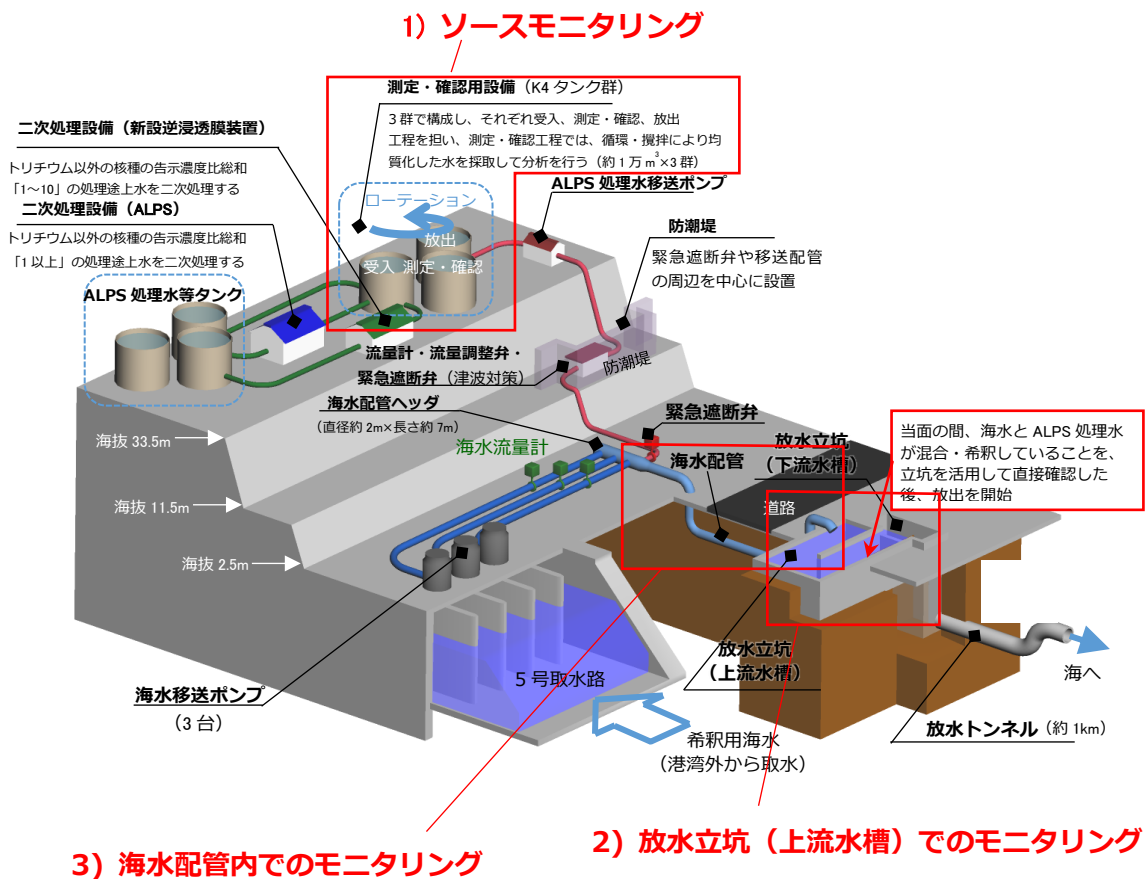 1）ソースモニタリング
測定・確認用設備（K4 タンク群）
3 群で構成し、それぞれ受入、測定・確認、放出
工程を担い、測定・確認工程では、循環・攪拌により均
質化した水を採取して分析を行う（約 1 万 m³×3 群）
二次処理設備（新設逆浸透膜装置）
トリチウム以外の核種の告示濃度比総和
「1～10」の処理途上水を二次処理する
二次処理設備（ALPS）
トリチウム以外の核種の告示濃度比総和
「1 以上」の処理途上水を二次処理する
ALPS 処理水等タンク
ローテーション
放出
受入
測定・確認
ALPS 処理水移送ポンプ
防潮堤
緊急遮断弁や移送配管
の周辺を中心に設置
防潮堤
流量計・流量調整弁・
緊急遮断弁（津波対策）
海水配管ヘッダ
（直径約 2m×長さ約 7m）
海水流量計
緊急遮断弁
海水配管
放水立坑
（下流水槽）
道路
当面の間、海水と ALPS 処理水
が混合・希釈していることを、
立坑を活用して直接確認した
後、放出を開始
海抜 33.5m
海抜 11.5m
海抜 2.5m
海水移送ポンプ
（3 台）
5 号取水路
希釈用海水
（港湾外から取水）
放水立坑
（上流水槽）
海へ
放水トンネル（約 1km）
2）放水立坑（上流水槽）でのモニタリング
3）海水配管内でのモニタリング